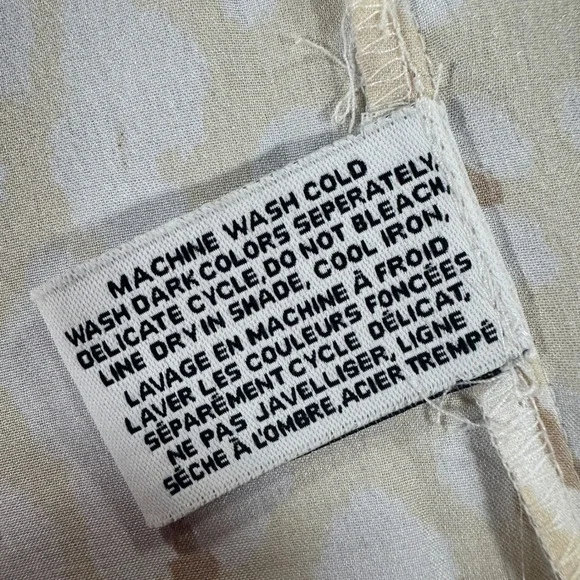 MACHINE WASH COLD
WASH DARK COLORS SEPERATELY,
DELICATE CYCLE, DO NOT BLEACH,
LINE DRY IN SHADE, COOL IRON,
LAVAGE EN MACHINE À FROID
LAVER LES COULEURS FONCÉES
SÉPARÉMENT CYCLE DÉLICAT,
NE PAS JAVELLISER, LIGNE
SÉCHE À L'OMBRE, ACIER TREMPÉ